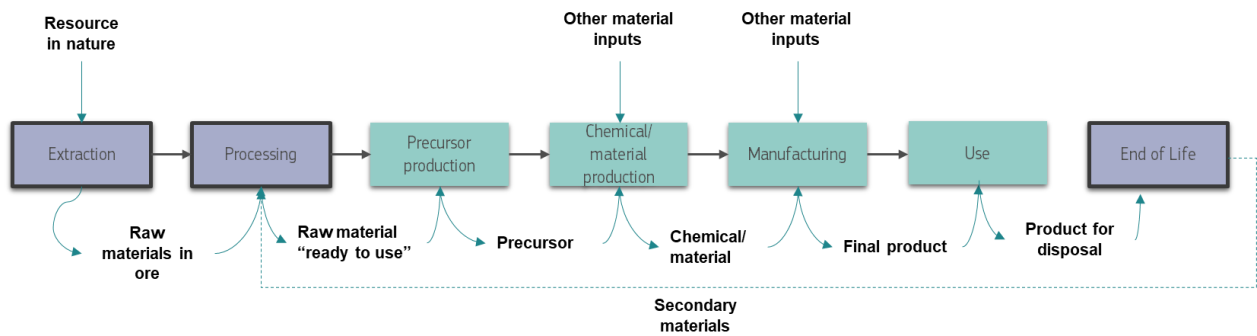 Resource
in nature
Other material
inputs
Other material
inputs
Extraction
Processing
Precursor
production
Chemical/
material
production
Manufacturing
Use
End of Life
Raw
materials in
ore
Raw material
“ready to use”
Precursor
Chemical/
material
Final product
Product for
disposal
Secondary
materials